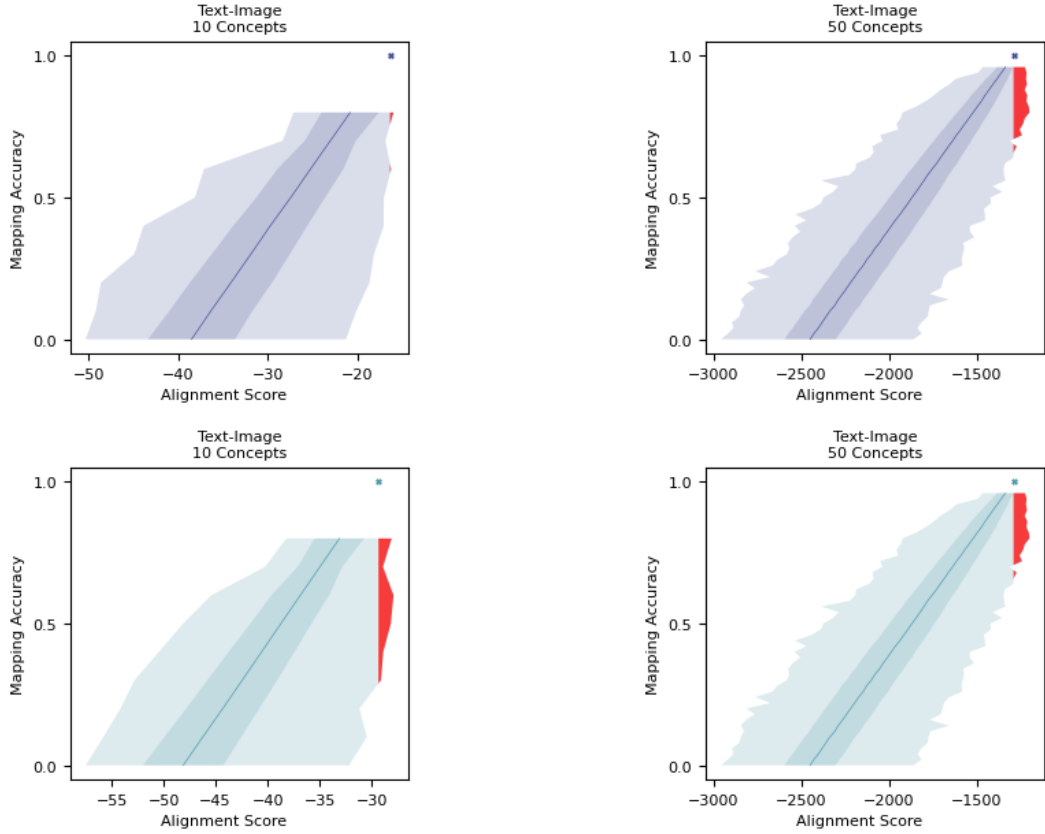 Text-Image
10 Concepts
1.0
0.5
0.0
Mapping Accuracy
−50
−40
−30
−20
Alignment Score
Text-Image
50 Concepts
1.0
0.5
0.0
Mapping Accuracy
−3000
−2500
−2000
−1500
Alignment Score
Text-Image
10 Concepts
1.0
0.5
0.0
Mapping Accuracy
−55
−50
−45
−40
−35
−30
Alignment Score
Text-Image
50 Concepts
1.0
0.5
0.0
Mapping Accuracy
−3000
−2500
−2000
−1500
Alignment Score